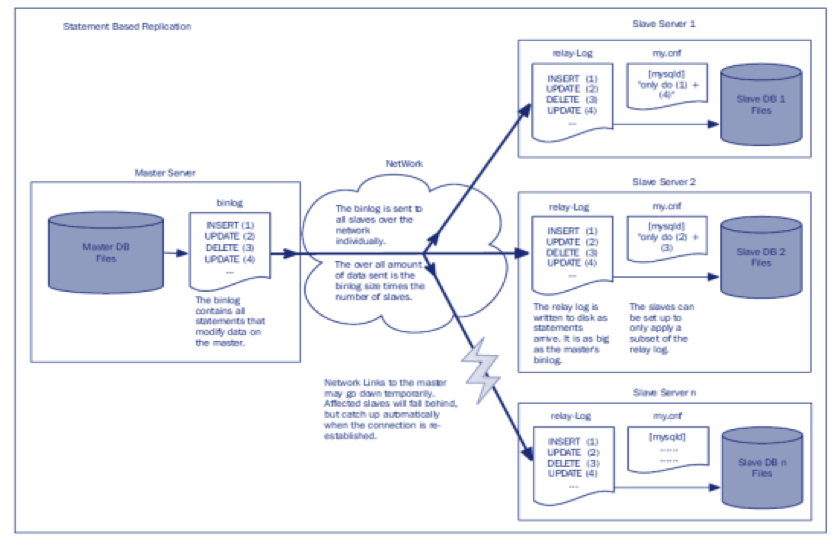 Statement Based Replication
Slave Server 1
relay-Log
my.cnf
INSERT (1)
UPDATE (2)
DELETE (3)
UPDATE (4)
...
[mysqld]
"only do (1) +
(4)"
Slave DB 1
Files
Master Server
binlog
Master DB
Files
INSERT (1)
UPDATE (2)
DELETE (3)
UPDATE (4)
...
The binlog
contains all
statements that
modify data on
the master.
NetWork
The binlog is sent to
all slaves over the
network
individually.
The over all amount
of data sent is the
binlog size times the
number of slaves.
Network Links to the master
may go down temporarily.
Affected slaves will fall behind,
but catch up automatically
when the connection is re-
established.
Slave Server 2
relay-Log
my.cnf
INSERT (1)
UPDATE (2)
DELETE (3)
UPDATE (4)
...
[mysqld]
"only do (2) +
(3)
Slave DB 2
Files
The relay log is
written to disk as
statements
arrive. It is as big
as the master's
binlog.
The slaves can
be set up to
only apply a
subset of the
relay log.
Slave Server n
relay-Log
my.cnf
INSERT (1)
UPDATE (2)
DELETE (3)
UPDATE (4)
...
[mysqld]
......
......
Slave DB n
Files